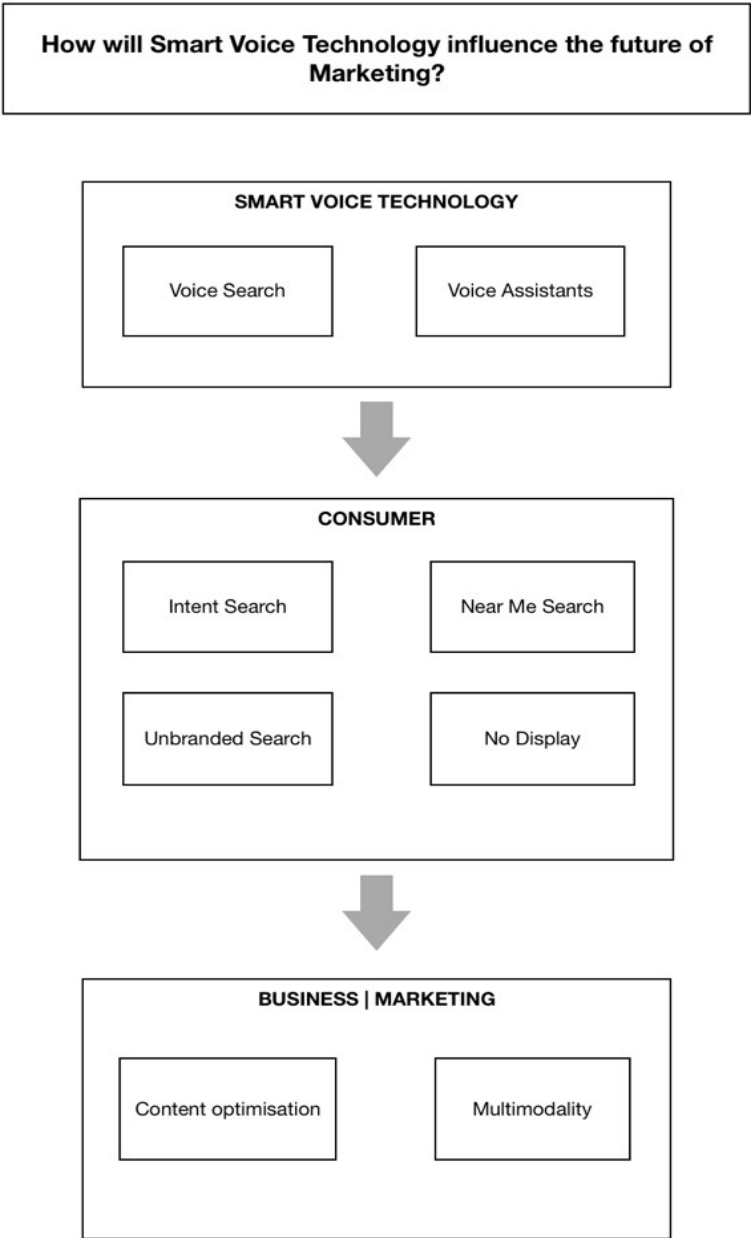 How will Smart Voice Technology influence the future of
Marketing?
SMART VOICE TECHNOLOGY
Voice Search
Voice Assistants
CONSUMER
Intent Search
Near Me Search
Unbranded Search
No Display
BUSINESS | MARKETING
Content optimisation
Multimodality